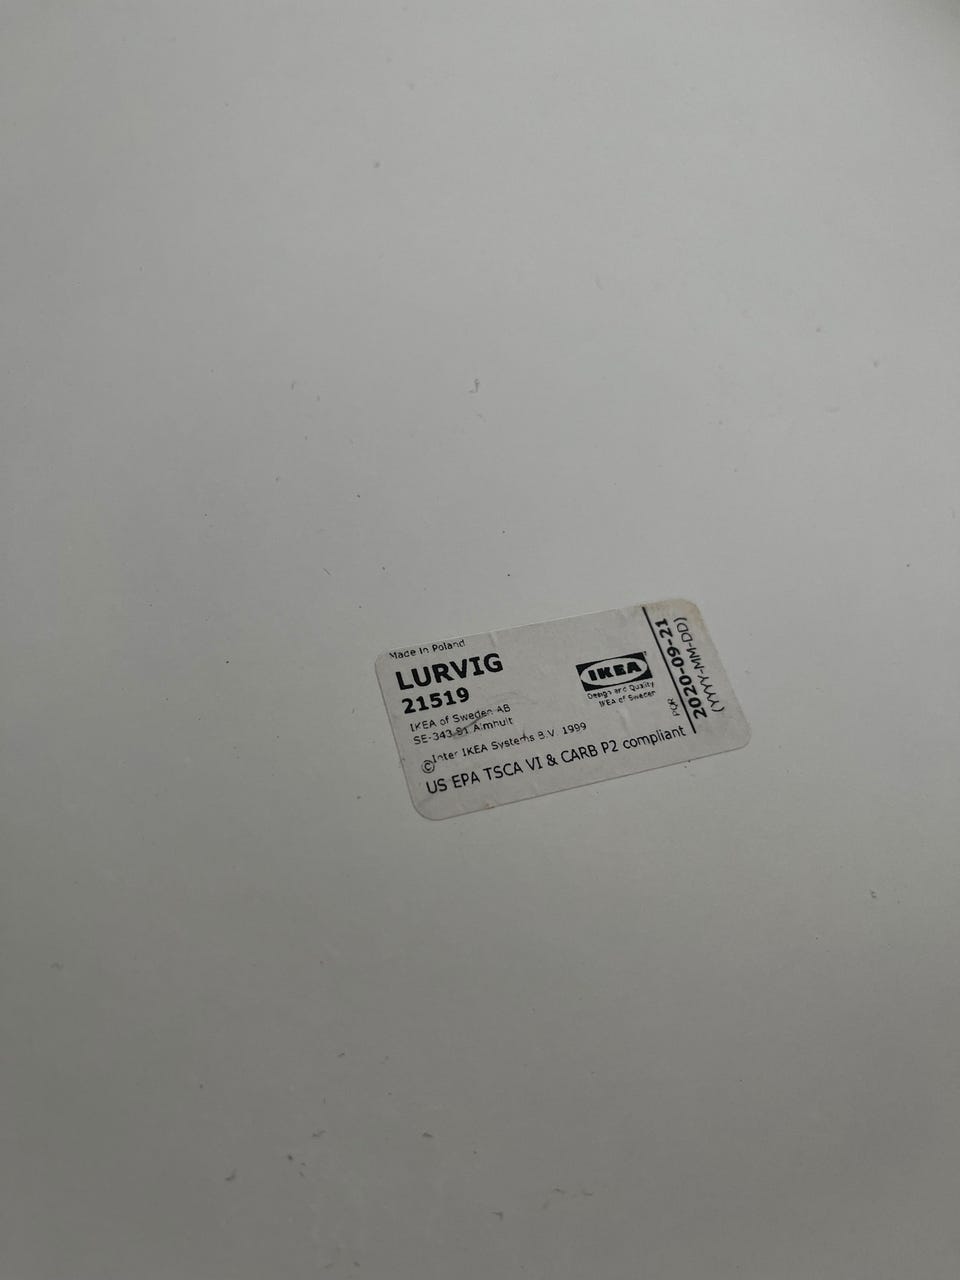 Made in Poland
LURVIG
21519
IKEA of Sweden AB
SE-343 81 Älmhult
© Inter IKEA Systems B.V. 1999
US EPA TSCA VI & CARB P2 compliant
IKEA
Design and Quality
IKEA of Sweden
PQR
2020-09-21
(YYYY-MM-DD)